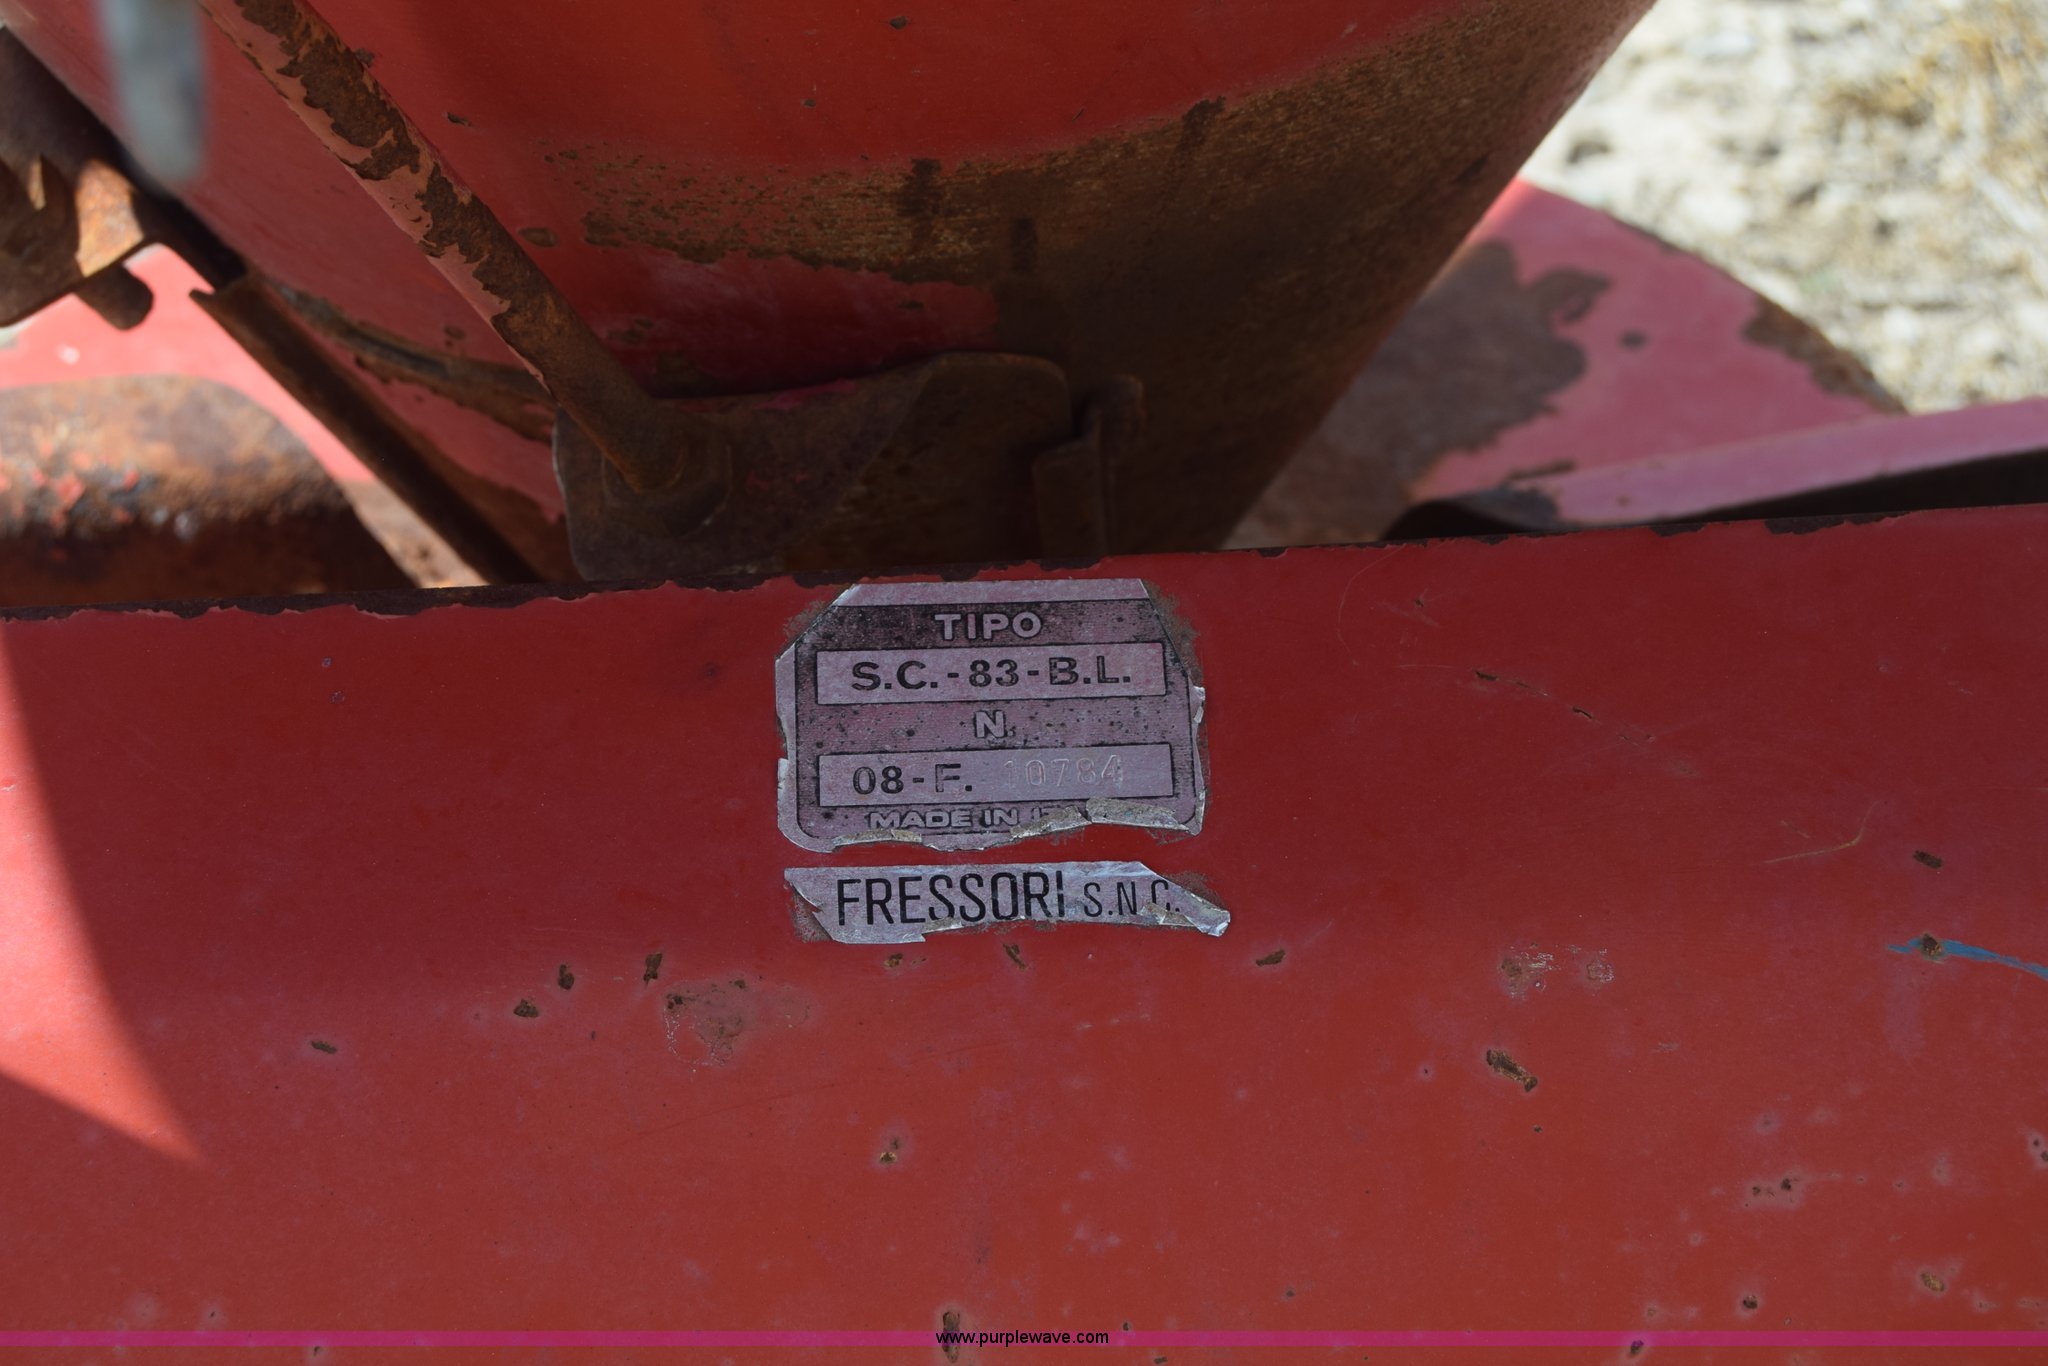 TIPO
S.C.-83-B.L.
N.
08-F. 10784
MADE IN
FRESSORI S.N.C.
www.purplewave.com